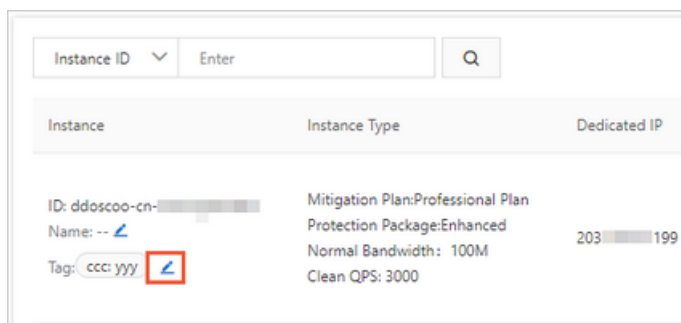 Instance ID Enter
Instance Instance Type Dedicated IP
ID: ddoscoo-cn-
Name: --
Tag: ccc: yyy
Mitigation Plan:Professional Plan
Protection Package:Enhanced
Normal Bandwidth: 100M
Clean QPS: 3000
203 199